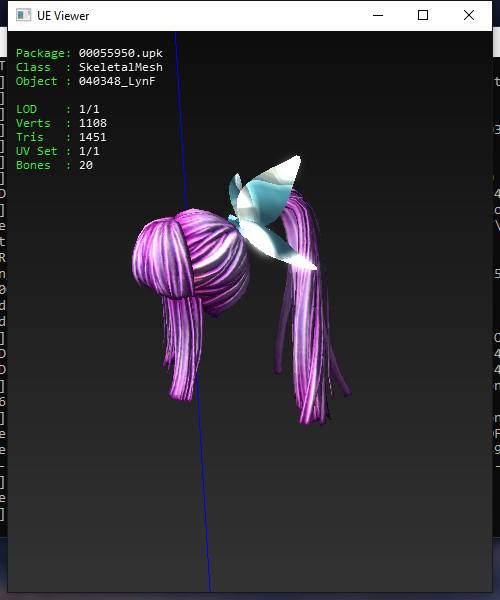 UE Viewer
Package: 00055950.upk
Class : SkeletalMesh
Object : 040348_LynF
LOD : 1/1
Verts : 1108
Tris : 1451
UV Set : 1/1
Bones : 20